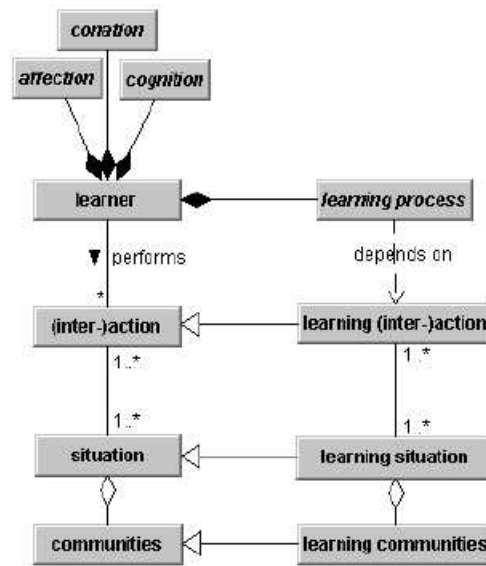 conation
affection
cognition
learner
learning process
performs
depends on
*
(inter-)action
learning (inter-)action
1..*
1..*
1..*
1..*
situation
learning situation
communities
learning communities